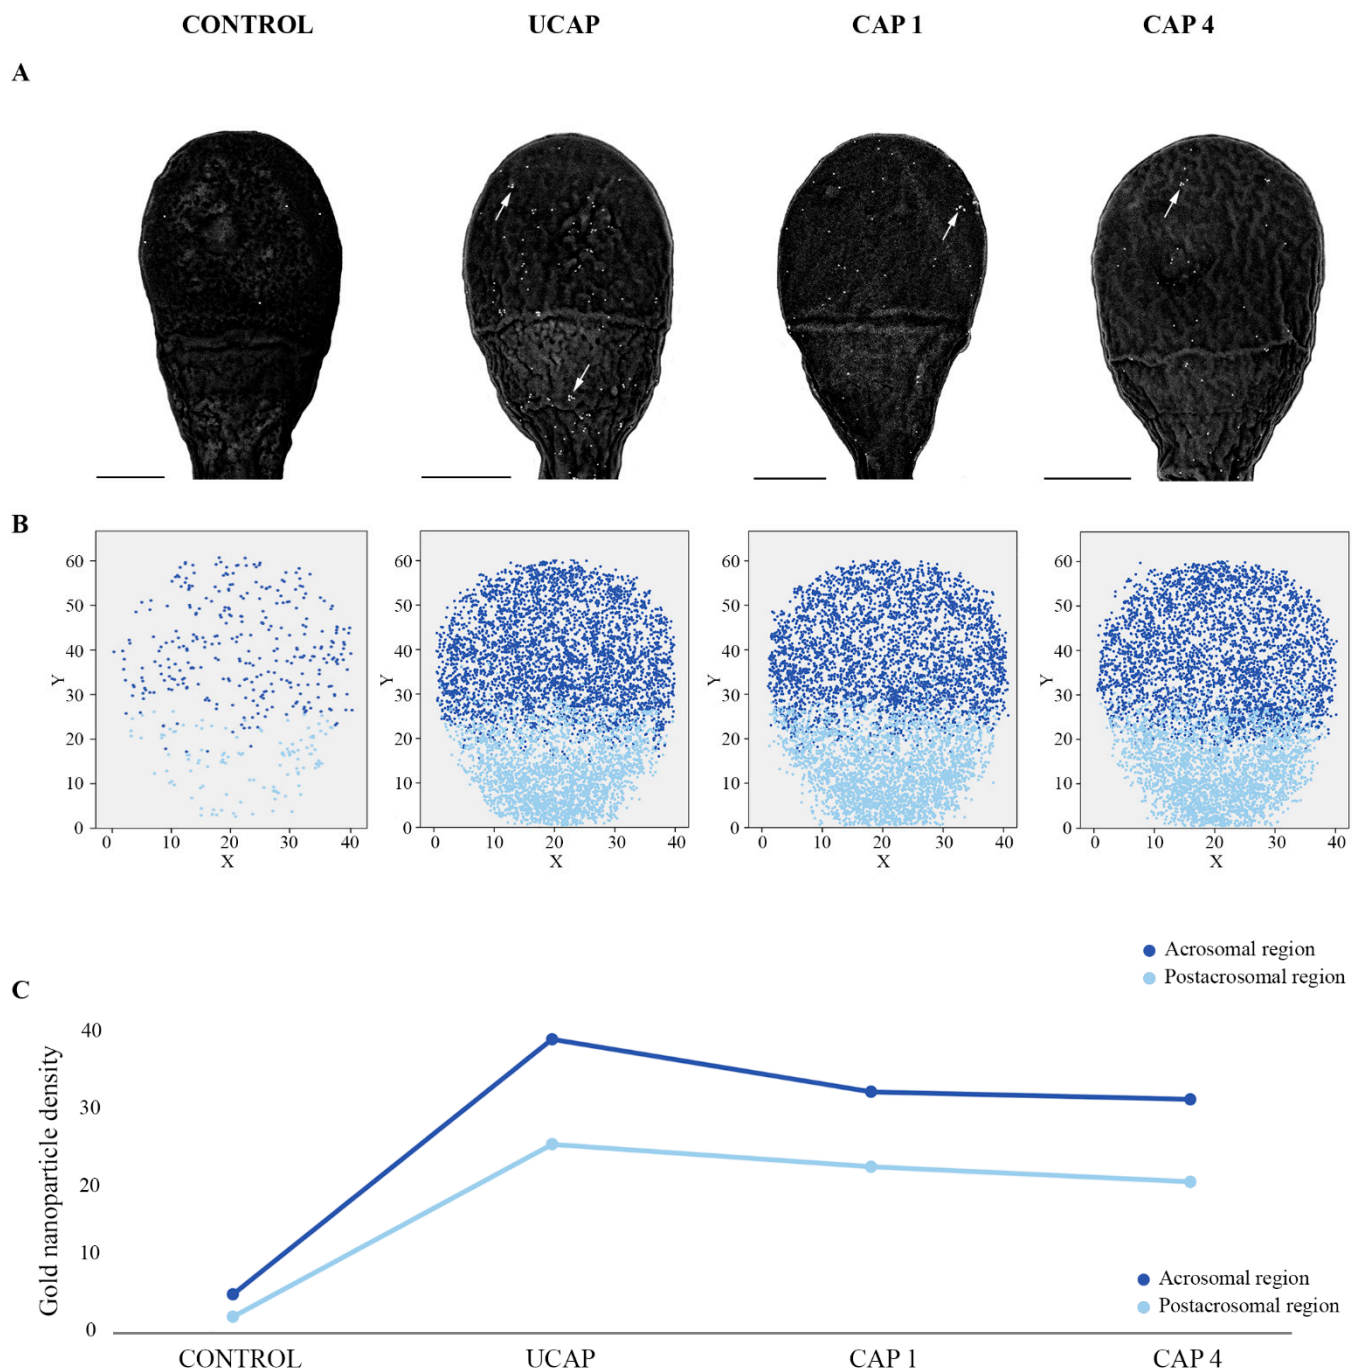 CONTROL UCAP CAP 1 CAP 4
A
B
60 60 60 60
50 50 50 50
40 40 40 40
Y Y Y Y
30 30 30 30
20 20 20 20
10 10 10 10
0 0 0 0
0 10 20 30 40 0 10 20 30 40 0 10 20 30 40 0 10 20 30 40
X X X X
Acrosomal region
Postacrosomal region
C
Gold nanoparticle density
40
30
20
10
0
Acrosomal region
Postacrosomal region
CONTROL UCAP CAP 1 CAP 4